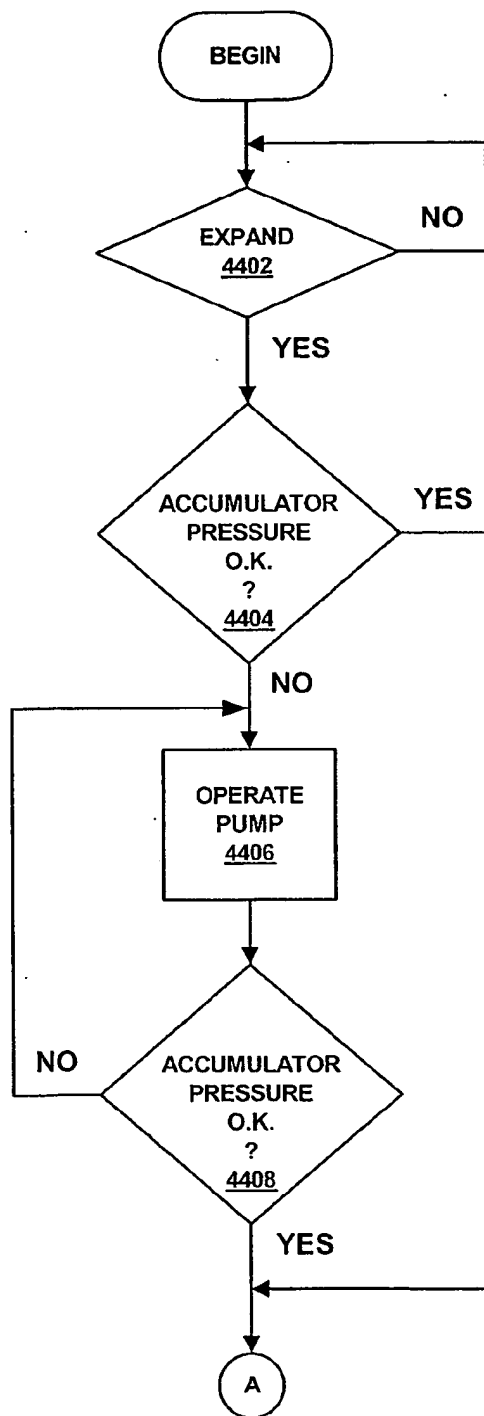 BEGIN
EXPAND
4402
NO
YES
ACCUMULATOR
PRESSURE
O.K.
?
4404
YES
NO
OPERATE
PUMP
4406
NO
ACCUMULATOR
PRESSURE
O.K.
?
4408
YES
A